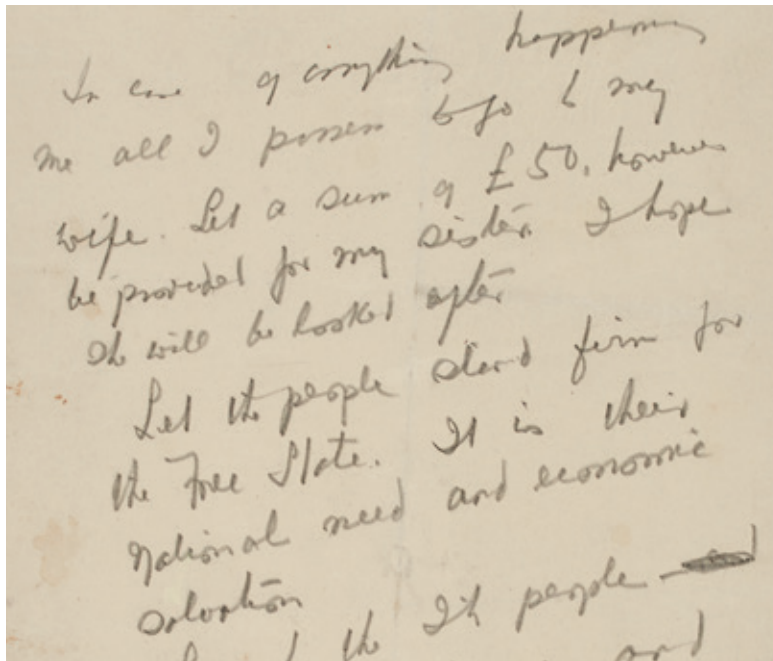 In case of anything happening
me all I possess to go to my
wife. Let a sum of £50, however
be provided for my sister. I hope
she will be looked after
Let the people stand firm for
the Free State. It is their
national need and economic
salvation
the Irh people
and